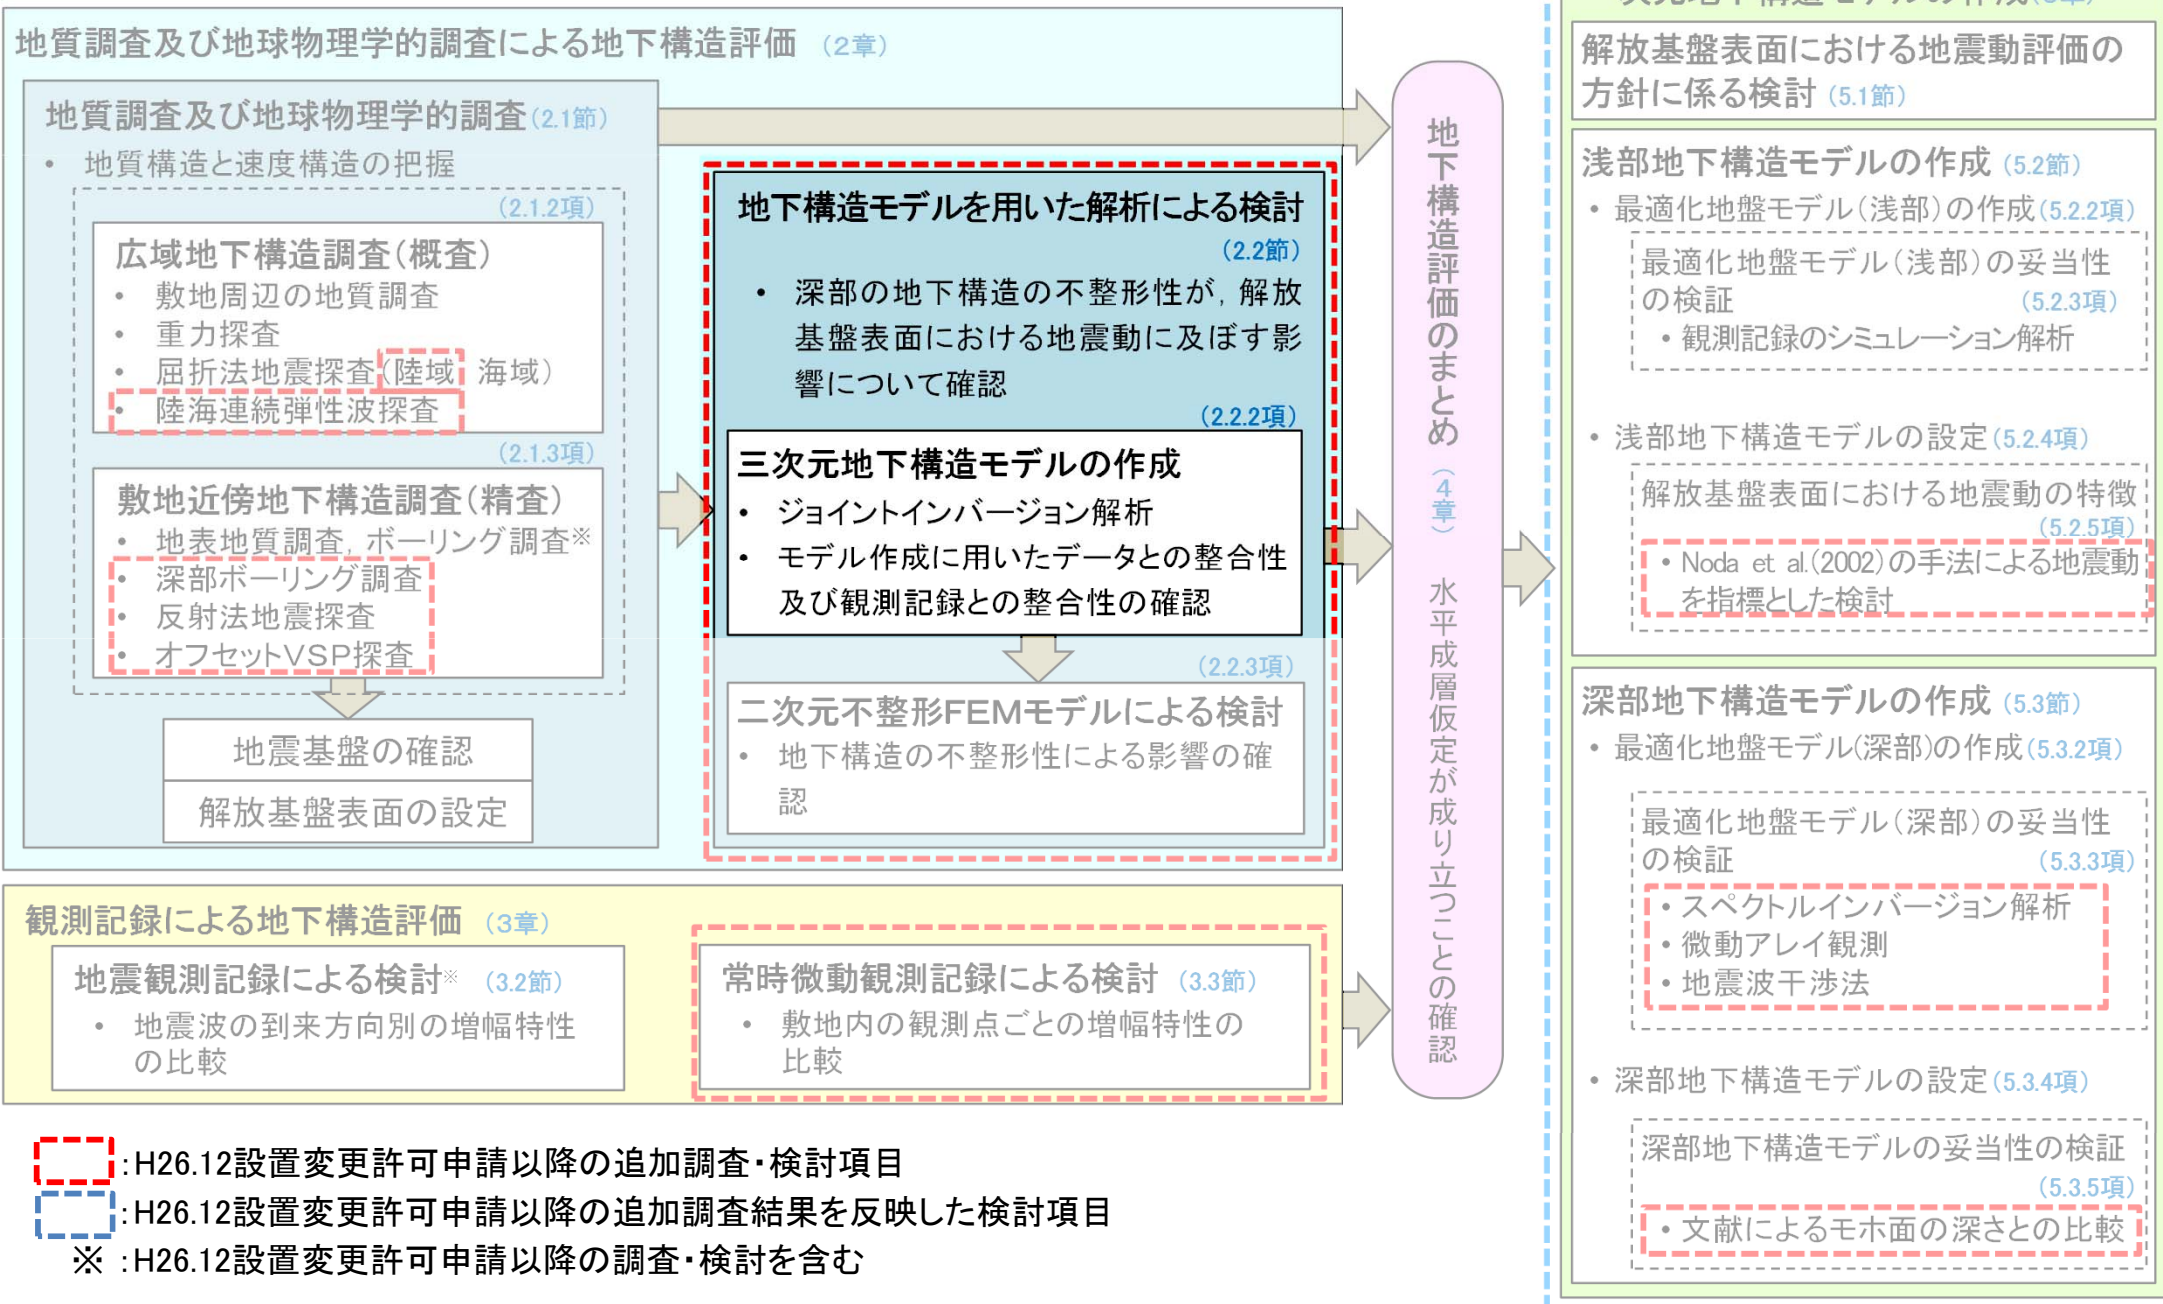 地質調査及び地球物理学的調査による地下構造評価 (2章)
地質調査及び地球物理学的調査(2.1節)
• 地質構造と速度構造の把握
(2.1.2項)
広域地下構造調査(概査)
• 敷地周辺の地質調査
• 重力探査
• 屈折法地震探査(陸域 海域)
• 陸海連続弾性波探査
(2.1.3項)
敷地近傍地下構造調査(精査)
• 地表地質調査,ボーリング調査※
• 深部ボーリング調査
• 反射法地震探査
• オフセットVSP探査
地震基盤の確認
解放基盤表面の設定
地下構造モデルを用いた解析による検討
(2.2節)
• 深部の地下構造の不整形性が,解放
基盤表面における地震動に及ぼす影
響について確認
(2.2.2項)
三次元地下構造モデルの作成
• ジョイントインバージョン解析
• モデル作成に用いたデータとの整合性
及び観測記録との整合性の確認
(2.2.3項)
二次元不整形FEMモデルによる検討
• 地下構造の不整形性による影響の確
認
観測記録による地下構造評価 (3章)
地震観測記録による検討※ (3.2節)
• 地震波の到来方向別の増幅特性
の比較
常時微動観測記録による検討 (3.3節)
• 敷地内の観測点ごとの増幅特性の
比較
地下構造評価のまとめ(4章) 水平成層仮定が成り立つことの確認
解放基盤表面における地震動評価の
方針に係る検討 (5.1節)
浅部地下構造モデルの作成 (5.2節)
• 最適化地盤モデル(浅部)の作成(5.2.2項)
最適化地盤モデル(浅部)の妥当性
の検証 (5.2.3項)
• 観測記録のシミュレーション解析
• 浅部地下構造モデルの設定(5.2.4項)
解放基盤表面における地震動の特徴
(5.2.5項)
• Noda et al.(2002)の手法による地震動
を指標とした検討
深部地下構造モデルの作成 (5.3節)
• 最適化地盤モデル(深部)の作成(5.3.2項)
最適化地盤モデル(深部)の妥当性
の検証 (5.3.3項)
• スペクトルインバージョン解析
• 微動アレイ観測
• 地震波干渉法
• 深部地下構造モデルの設定(5.3.4項)
深部地下構造モデルの妥当性の検証
(5.3.5項)
• 文献によるモホ面の深さとの比較
:H26.12設置変更許可申請以降の追加調査・検討項目
:H26.12設置変更許可申請以降の追加調査結果を反映した検討項目
※ :H26.12設置変更許可申請以降の調査・検討を含む